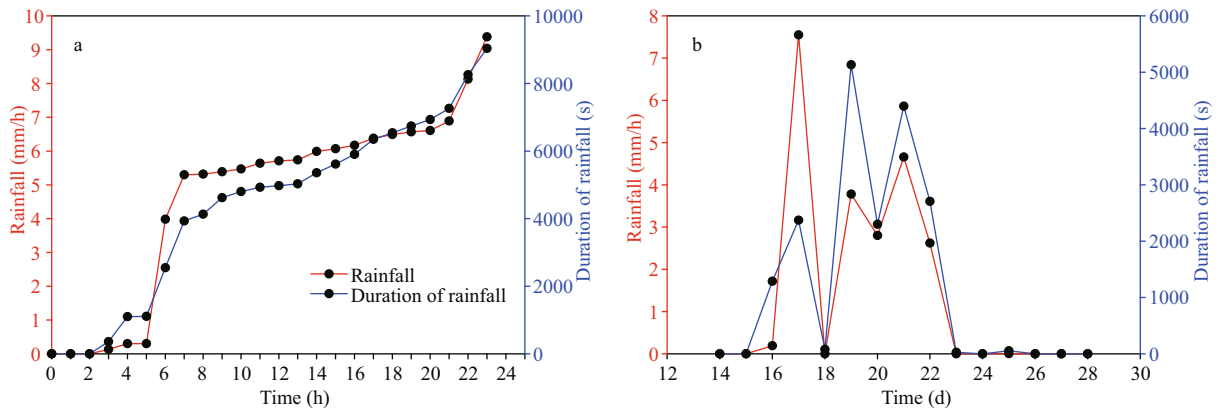 a
10
9
8
7
6
5
4
3
2
1
0
Rainfall (mm/h)
10000
8000
6000
4000
2000
0
Duration of rainfall (s)
Rainfall
Duration of rainfall
0 2 4 6 8 10 12 14 16 18 20 22 24
Time (h)
b
8
7
6
5
4
3
2
1
0
Rainfall (mm/h)
6000
5000
4000
3000
2000
1000
0
Duration of rainfall (s)
12 14 16 18 20 22 24 26 28 30
Time (d)